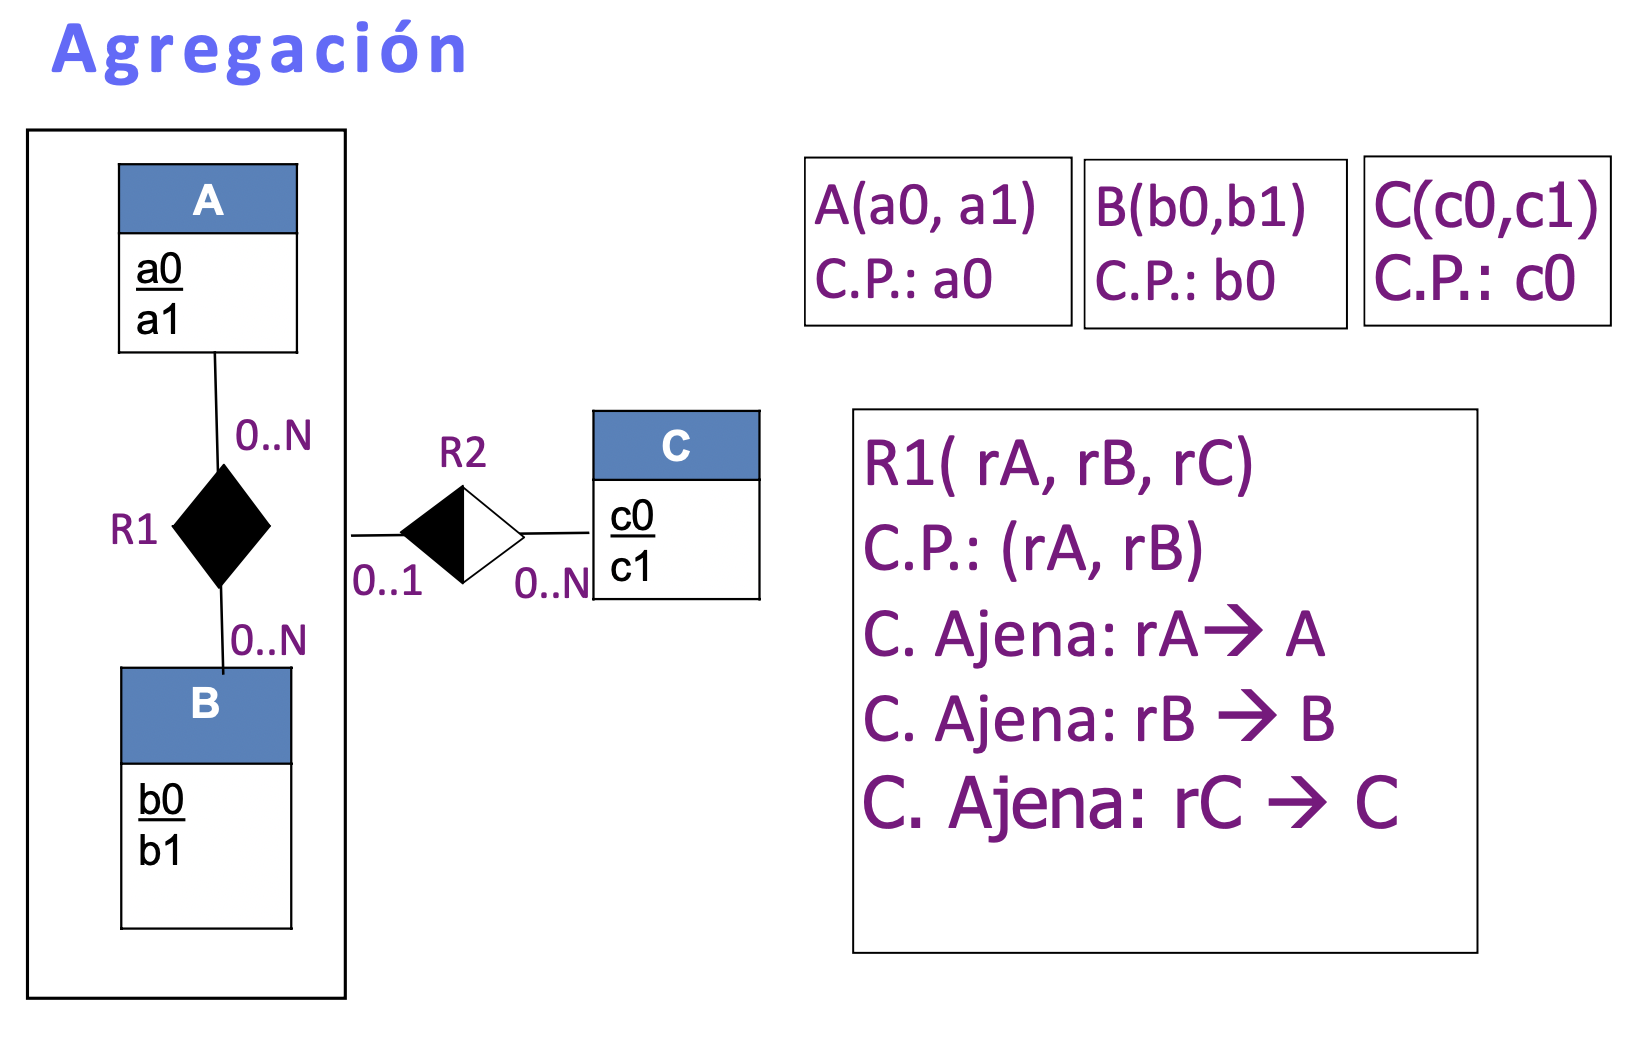 Agregación
A
a0
a1
0..N
R1
0..N
B
b0
b1
R2
0..1
0..N
C
c0
c1
A(a0, a1)
C.P.: a0
B(b0,b1)
C.P.: b0
C(c0,c1)
C.P.: c0
R1( rA, rB, rC)
C.P.: (rA, rB)
C. Ajena: rA→ A
C. Ajena: rB → B
C. Ajena: rC → C